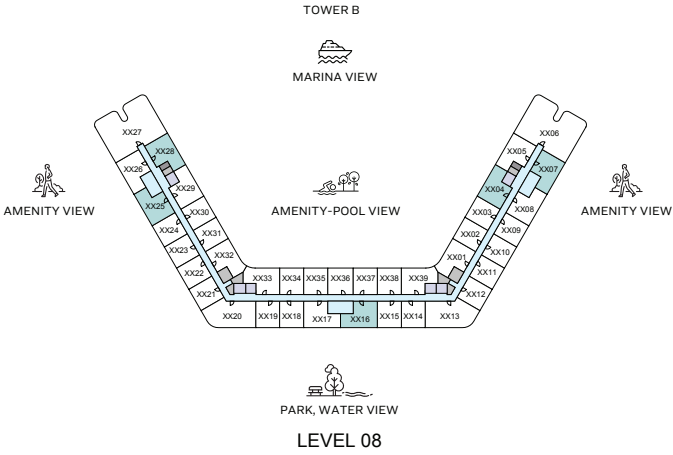 TOWER B
MARINA VIEW
XX27
XX06
XX28
XX05
XX26
XX07
XX29
XX04
XX25
XX08
AMENITY VIEW
AMENITY-POOL VIEW
AMENITY VIEW
XX30
XX03
XX24
XX09
XX31
XX02
XX23
XX10
XX32
XX01
XX22
XX11
XX33
XX34
XX35
XX36
XX37
XX38
XX39
XX21
XX12
XX20
XX19
XX18
XX17
XX16
XX15
XX14
XX13
PARK, WATER VIEW
LEVEL 08